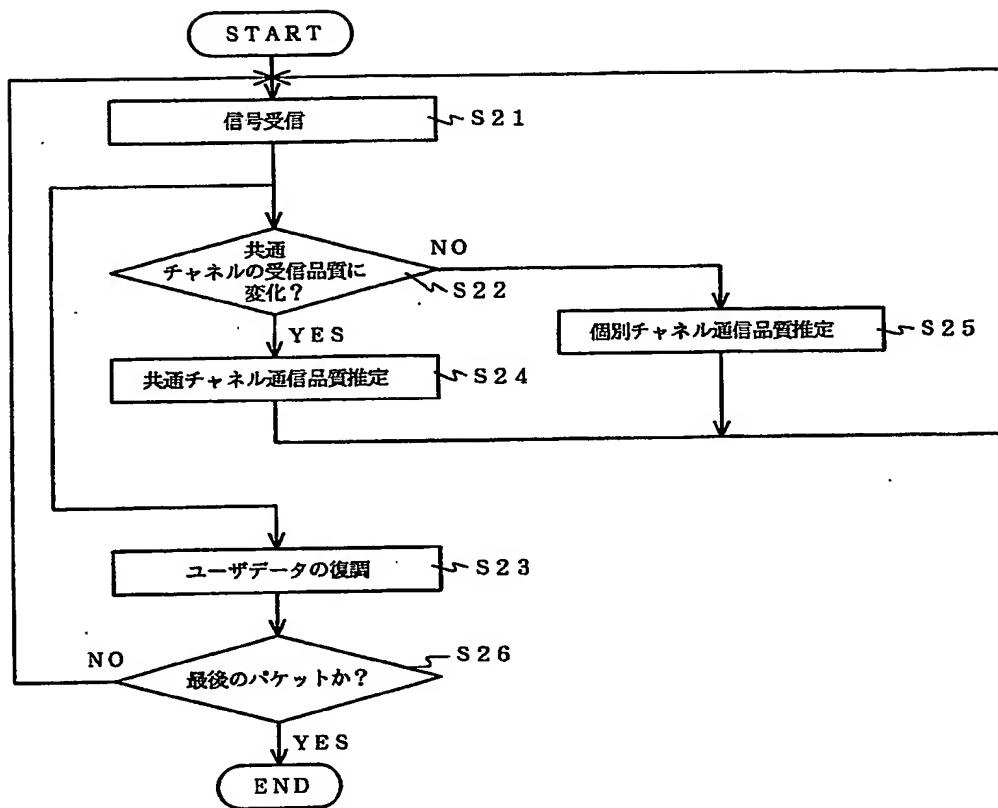 START
信号受信
S21
共通
チャネルの受信品質に
変化?
NO
S22
YES
個別チャネル通信品質推定
S25
共通チャネル通信品質推定
S24
ユーザデータの復調
S23
NO
最後のパケットか?
S26
YES
END